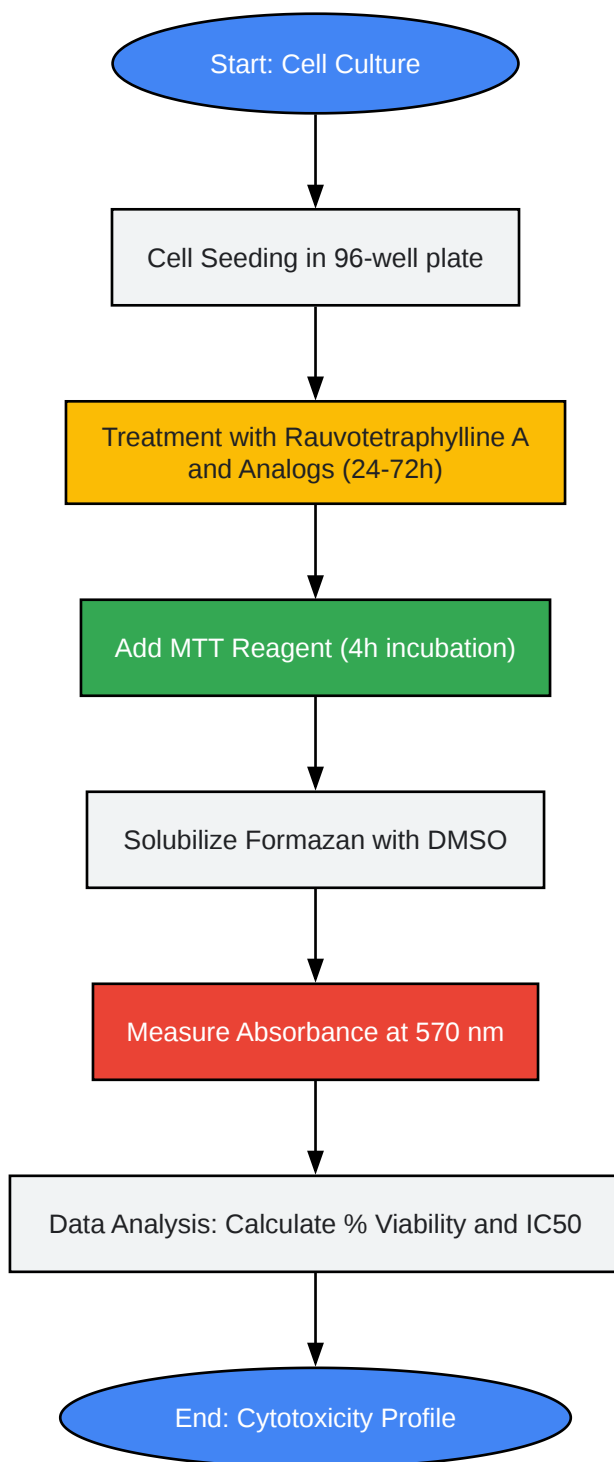 Start: Cell Culture
Cell Seeding in 96-well plate
Treatment with Rauvotetraphylline A
and Analogs (24-72h)
Add MTT Reagent (4h incubation)
Solubilize Formazan with DMSO
Measure Absorbance at 570 nm
Data Analysis: Calculate % Viability and IC50
End: Cytotoxicity Profile